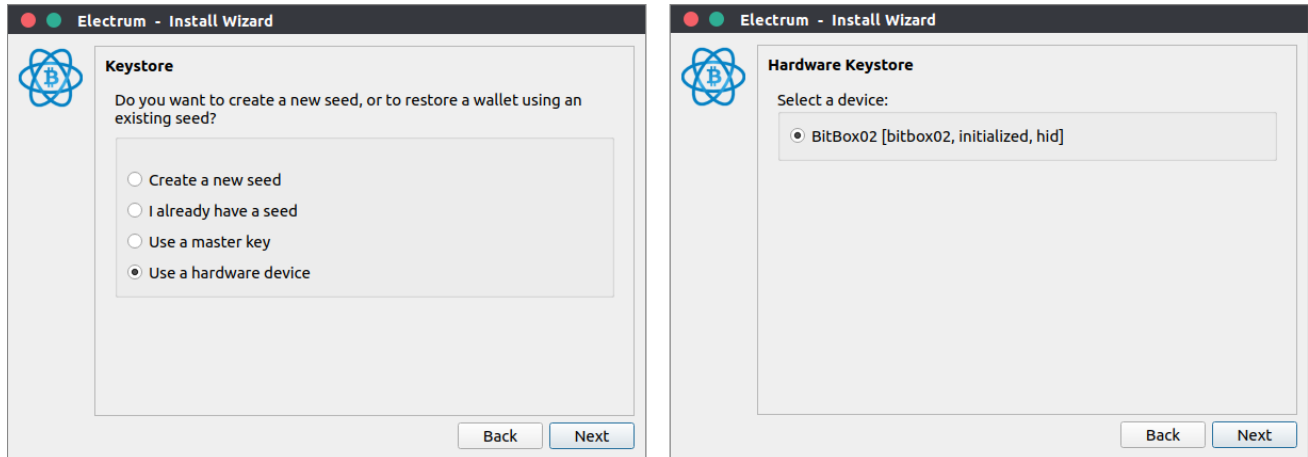 Electrum - Install Wizard
Keystore
Do you want to create a new seed, or to restore a wallet using an
existing seed?
Create a new seed
I already have a seed
Use a master key
Use a hardware device
Back Next
Electrum - Install Wizard
Hardware Keystore
Select a device:
BitBox02 [bitbox02, initialized, hid]
Back Next